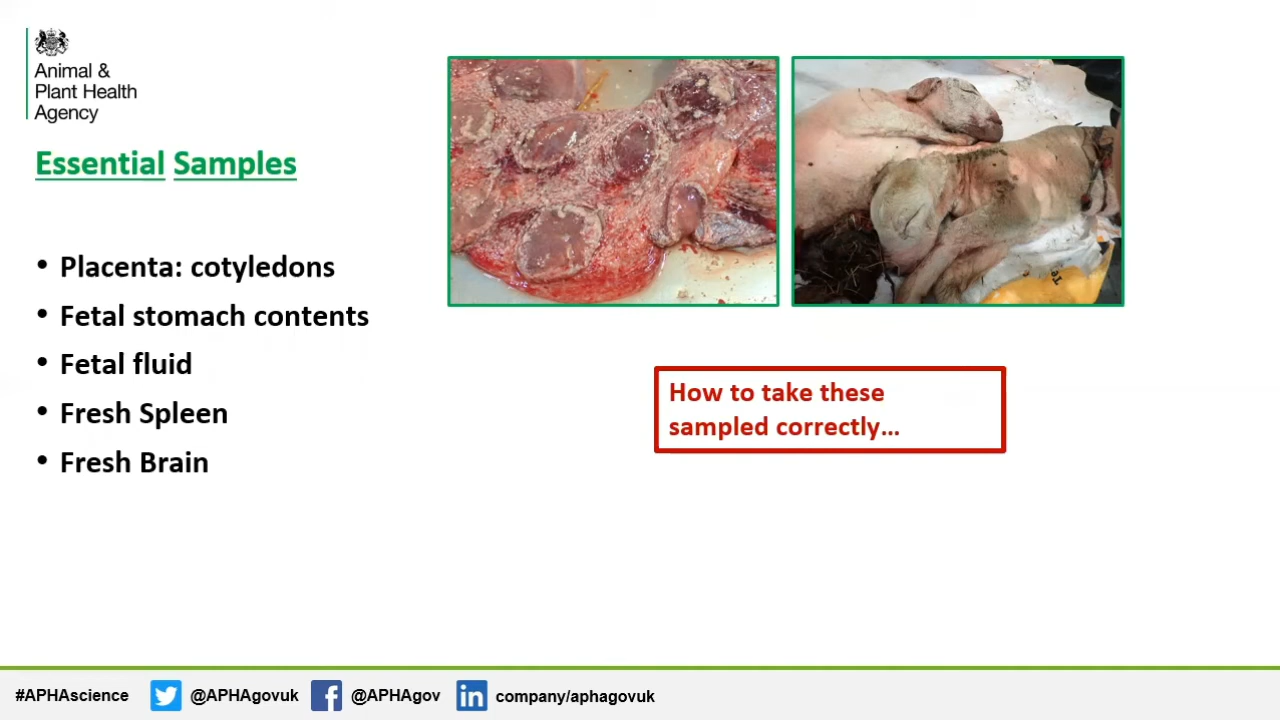 Animal &
Plant Health
Agency
Essential Samples
• Placenta: cotyledons
• Fetal stomach contents
• Fetal fluid
• Fresh Spleen
• Fresh Brain
How to take these
sampled correctly...
#APHAscience @APHAgovuk @APHAgov company/aphagovuk